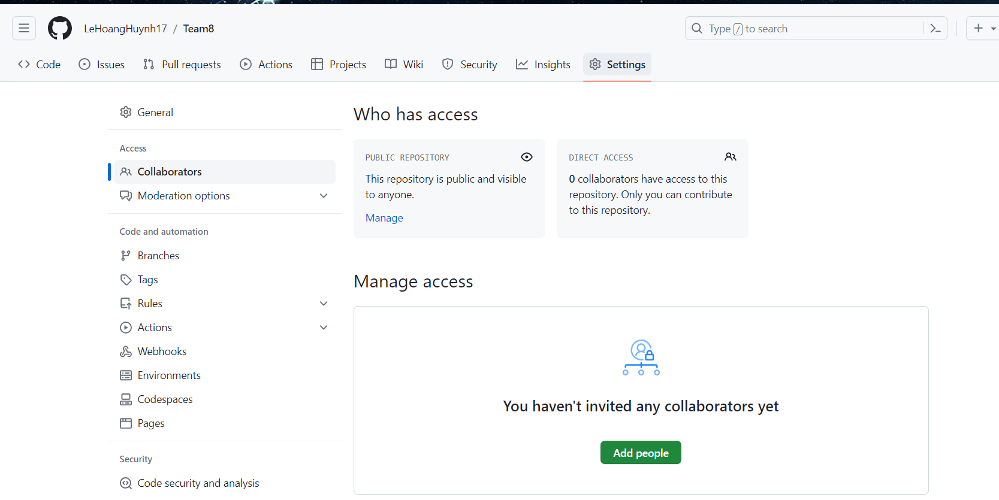 LeHoangHuynh17 / Team8
Type / to search
Code
Issues
Pull requests
Actions
Projects
Wiki
Security
Insights
Settings
General
Access
Collaborators
Moderation options
Code and automation
Branches
Tags
Rules
Actions
Webhooks
Environments
Codespaces
Pages
Security
Code security and analysis
Who has access
PUBLIC REPOSITORY
This repository is public and visible
to anyone.
Manage
DIRECT ACCESS
0 collaborators have access to this
repository. Only you can contribute
to this repository.
Manage access
You haven't invited any collaborators yet
Add people